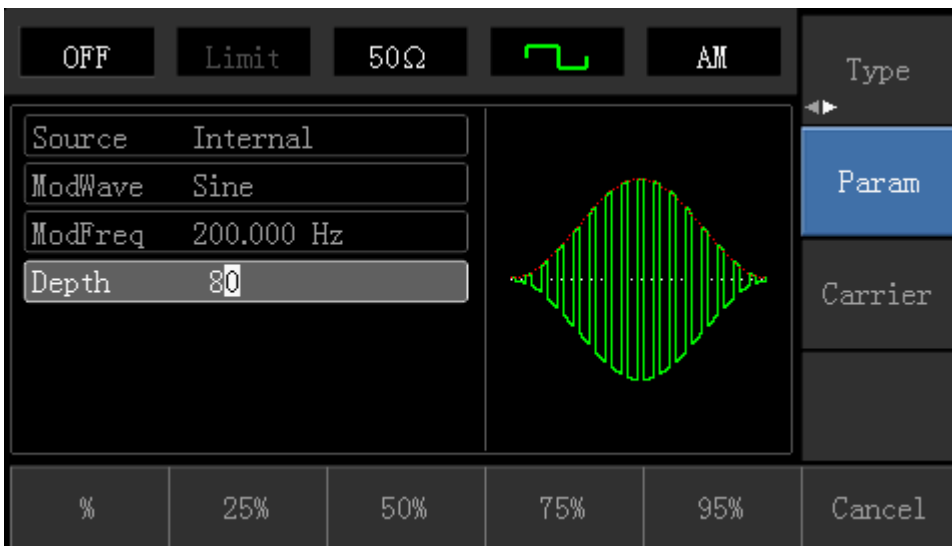 OFF Limit 50Ω AM
Type
Source Internal
ModWave Sine
ModFreq 200.000 Hz
Depth 80
Param
Carrier
% 25% 50% 75% 95% Cancel